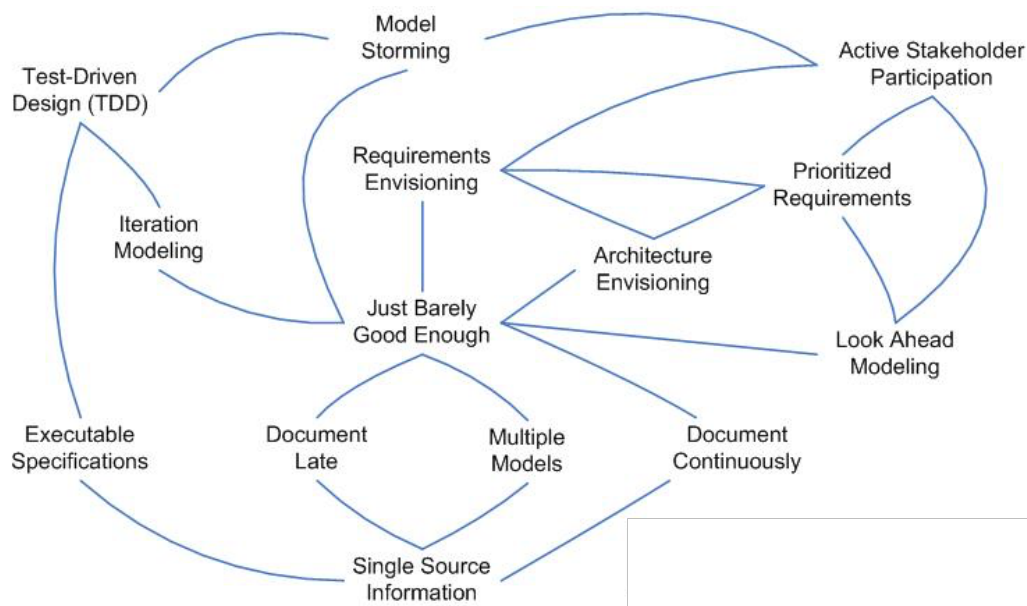 Model
Storming
Active Stakeholder
Participation
Test-Driven
Design (TDD)
Requirements
Envisioning
Prioritized
Requirements
Iteration
Modeling
Architecture
Envisioning
Just Barely
Good Enough
Look Ahead
Modeling
Executable
Specifications
Document
Late
Multiple
Models
Document
Continuously
Single Source
Information